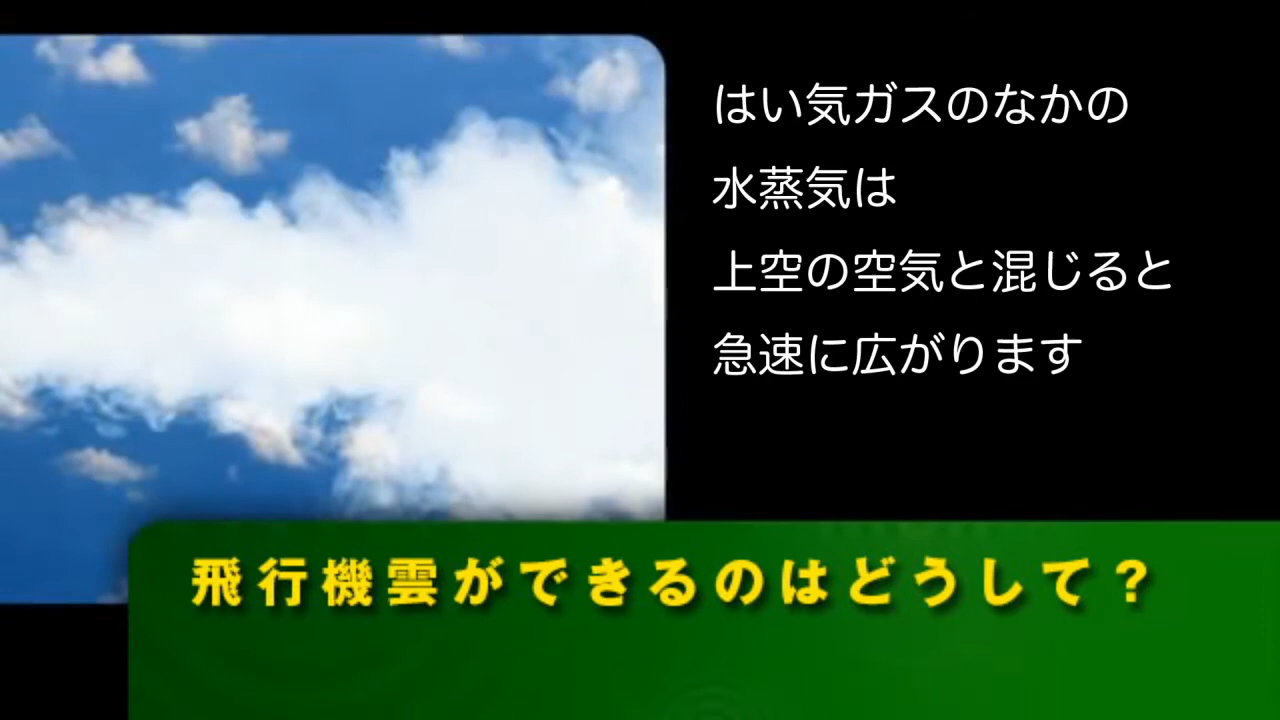 はい気ガスのなかの
水蒸気は
上空の空気と混じると
急速に広がります
飛行機雲ができるのはどうして？